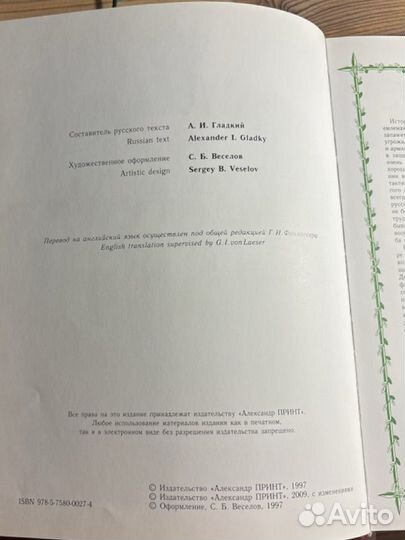 Составитель русского текста А. И. Гладкий
Russian text Alexander I. Gladky
Художественное оформление С. Б. Веселов
Artistic design Sergey B. Veselov
Перевод на английский язык осуществлен под общей редакцией Г. И.
English translation supervised by G. I. von Laeser
Все права на это издание принадлежат издательству «Александр ПРИНТ».
Любое использование материалов издания как в печатном,
так и в электронном виде без разрешения издательства запрещено.
© Издательство «Александр ПРИНТ», 1997
© Издательство «Александр ПРИНТ», 2009, с изменениями
© Оформление, С. Б. Веселов, 1997
ISBN 978-5-7580-0027-4
Avito